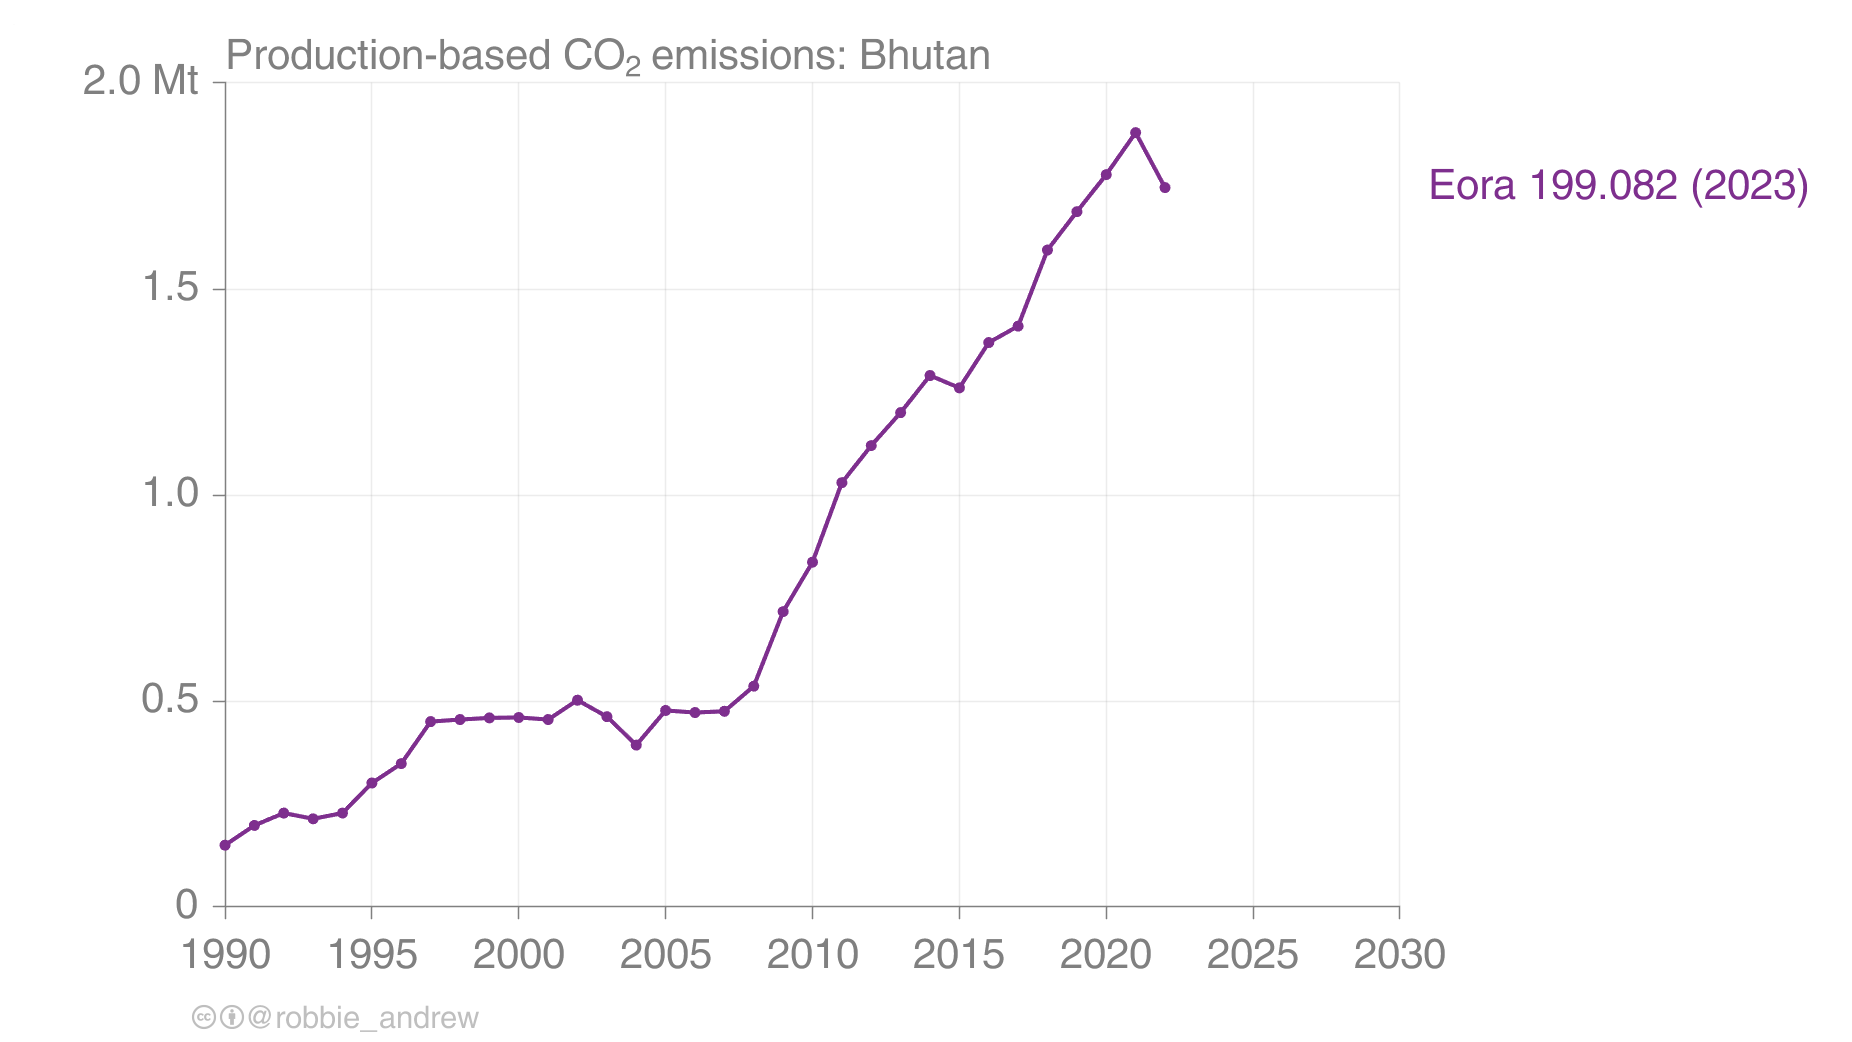 Production-based CO₂ emissions: Bhutan
2.0 Mt
1.5
1.0
0.5
0
1990 1995 2000 2005 2010 2015 2020 2025 2030
Eora 199.082 (2023)
cc @robbie_andrew